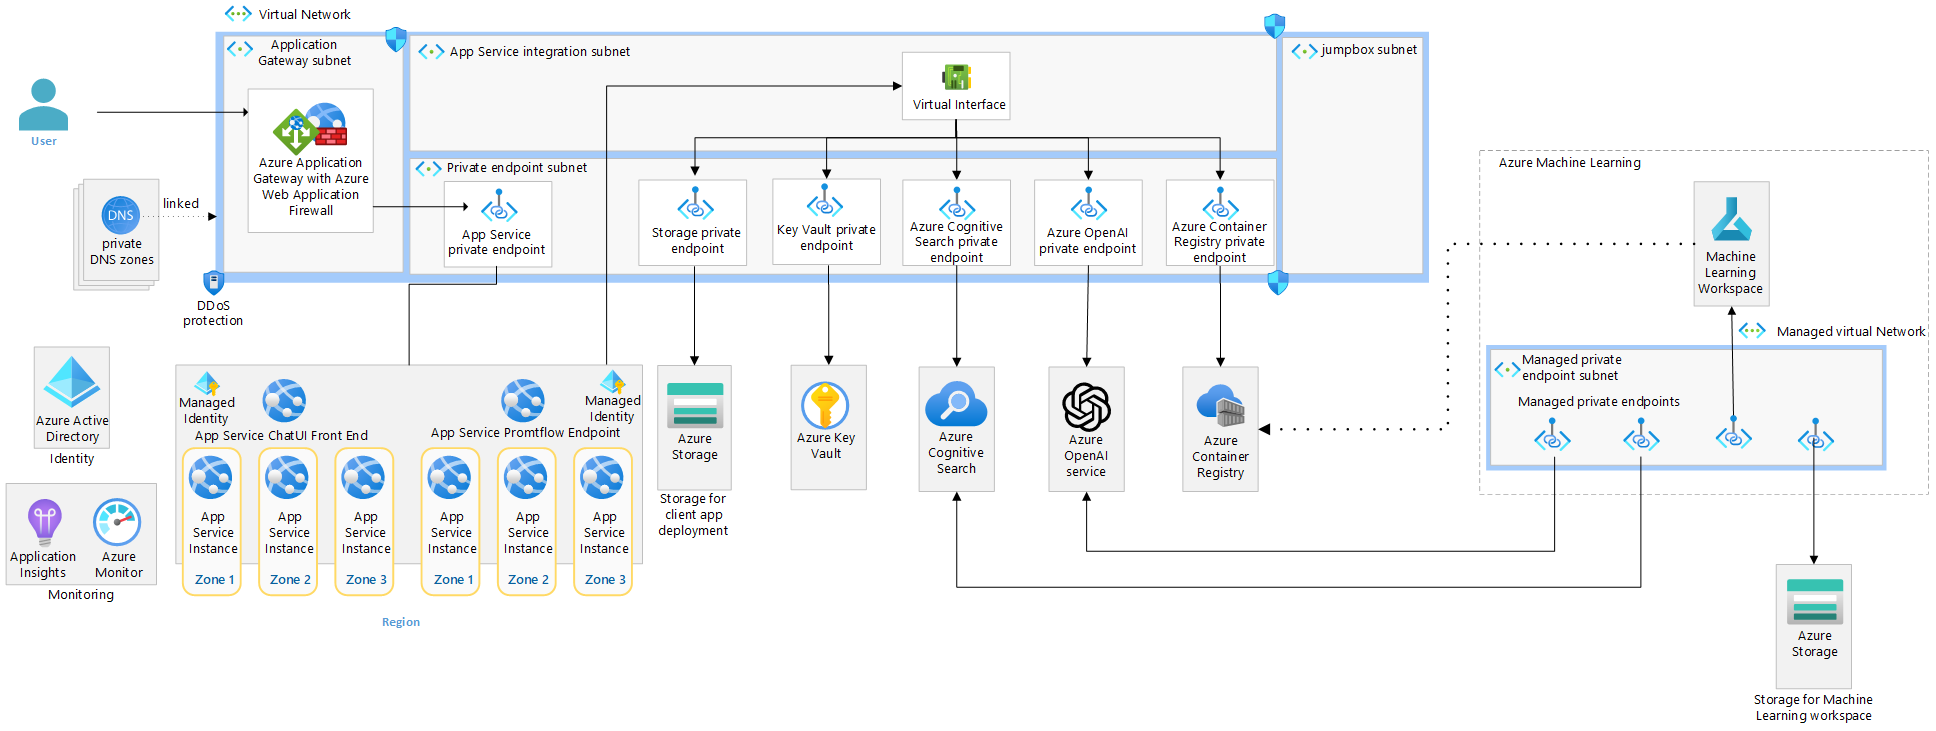 Virtual Network
Application
Gateway subnet
App Service integration subnet
jumpbox subnet
User
Azure Application
Gateway with Azure
Web Application
Firewall
Virtual Interface
Private endpoint subnet
linked
DNS
private
DNS zones
App Service
private endpoint
Storage private
endpoint
Key Vault private
endpoint
Azure Cognitive
Search private
endpoint
Azure OpenAI
private endpoint
Azure Container
Registry private
endpoint
DDoS
protection
Azure Machine Learning
Machine
Learning
Workspace
Managed virtual Network
Managed private
endpoint subnet
Managed private endpoints
Azure Active
Directory
Identity
Application
Insights
Azure
Monitor
Monitoring
Managed
Identity
App Service ChatUI Front End
App Service Promtflow Endpoint
Managed
Identity
App
Service
Instance
Zone 1
App
Service
Instance
Zone 2
App
Service
Instance
Zone 3
App
Service
Instance
Zone 1
App
Service
Instance
Zone 2
App
Service
Instance
Zone 3
Region
Azure
Storage
Storage for
client app
deployment
Azure Key
Vault
Azure
Cognitive
Search
Azure
OpenAI
service
Azure
Container
Registry
Azure
Storage
Storage for Machine
Learning workspace